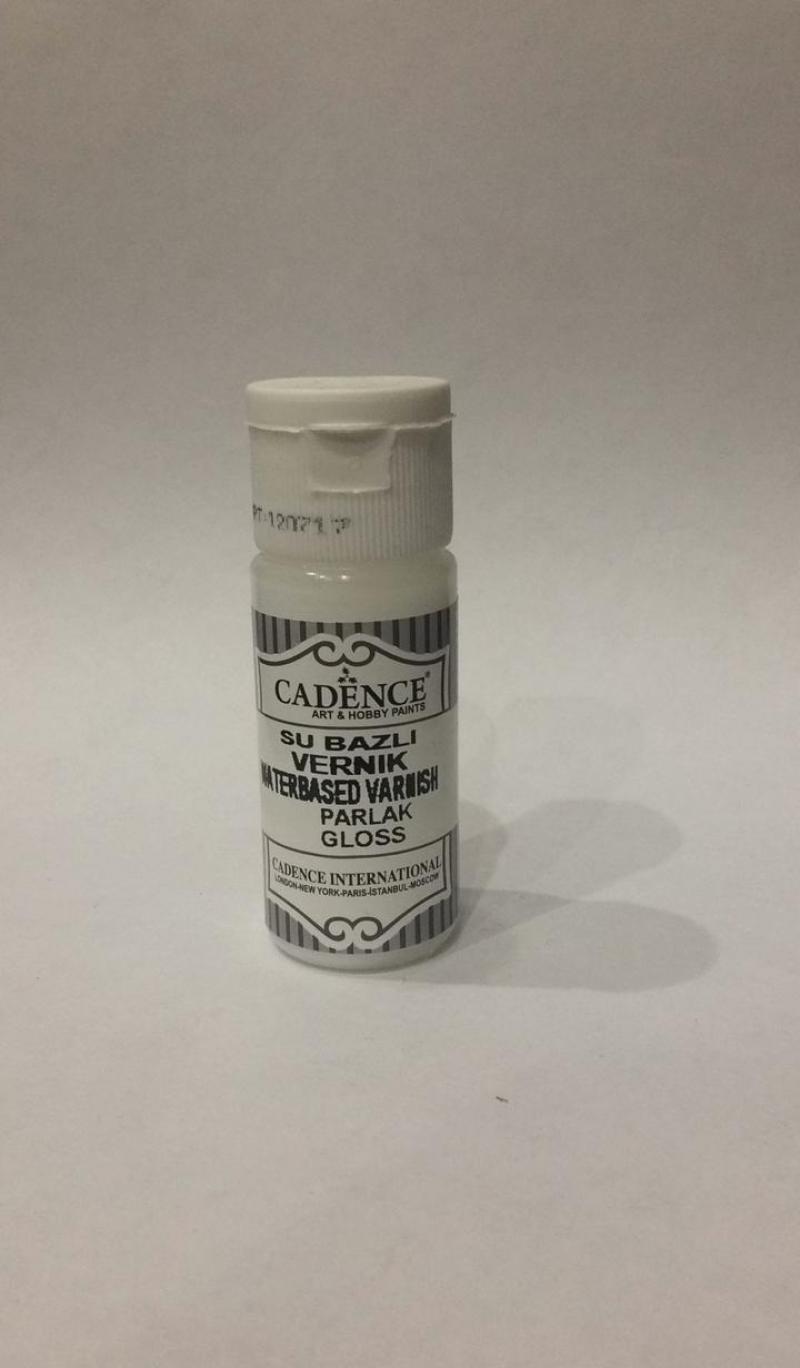 CADENCE®
ART & HOBBY PAINTS
SU BAZLI
VERNIK
WATERBASED VARNISH
PARLAK
GLOSS
CADENCE INTERNATIONAL
LONDON-NEW YORK-PARIS-İSTANBUL-MOSCOW